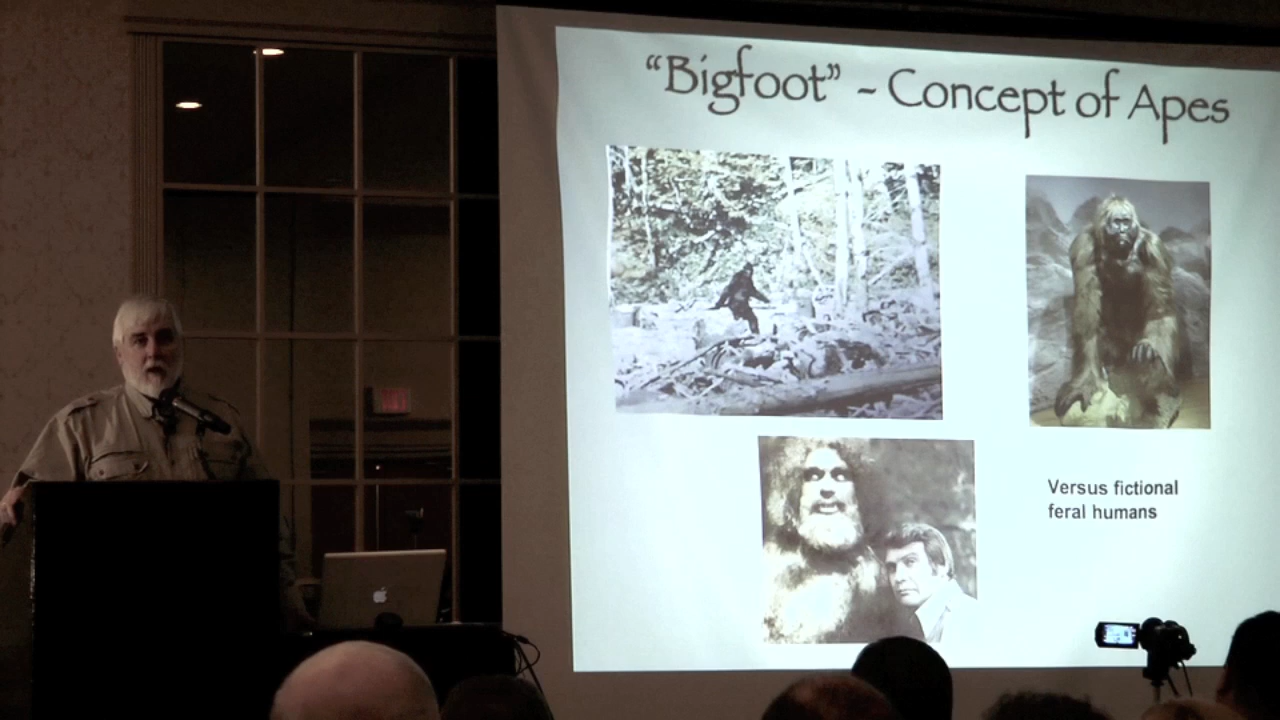 “Bigfoot” ~ Concept of Apes
Versus fictional
feral humans